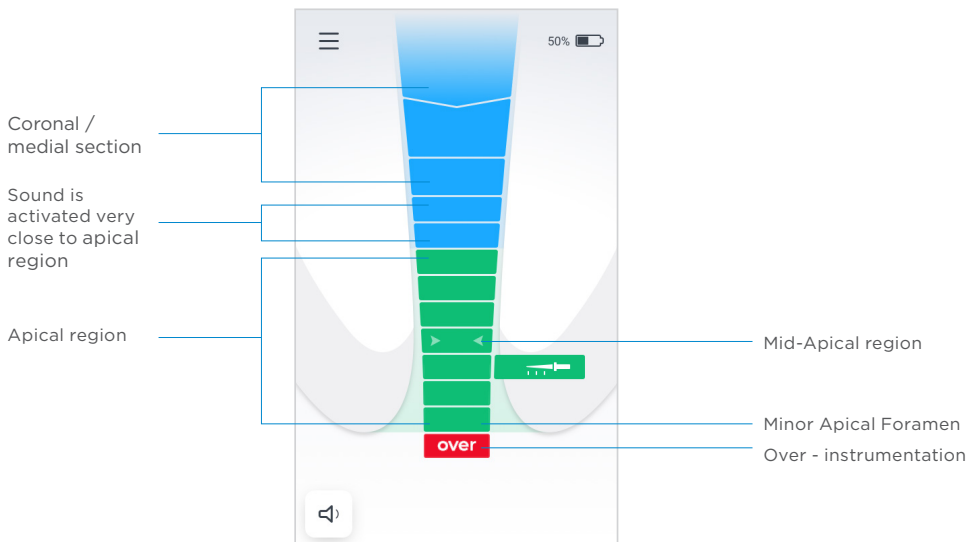 50%
Coronal /
medial section
Sound is
activated very
close to apical
region
Apical region
Mid-Apical region
Minor Apical Foramen
over
Over - instrumentation